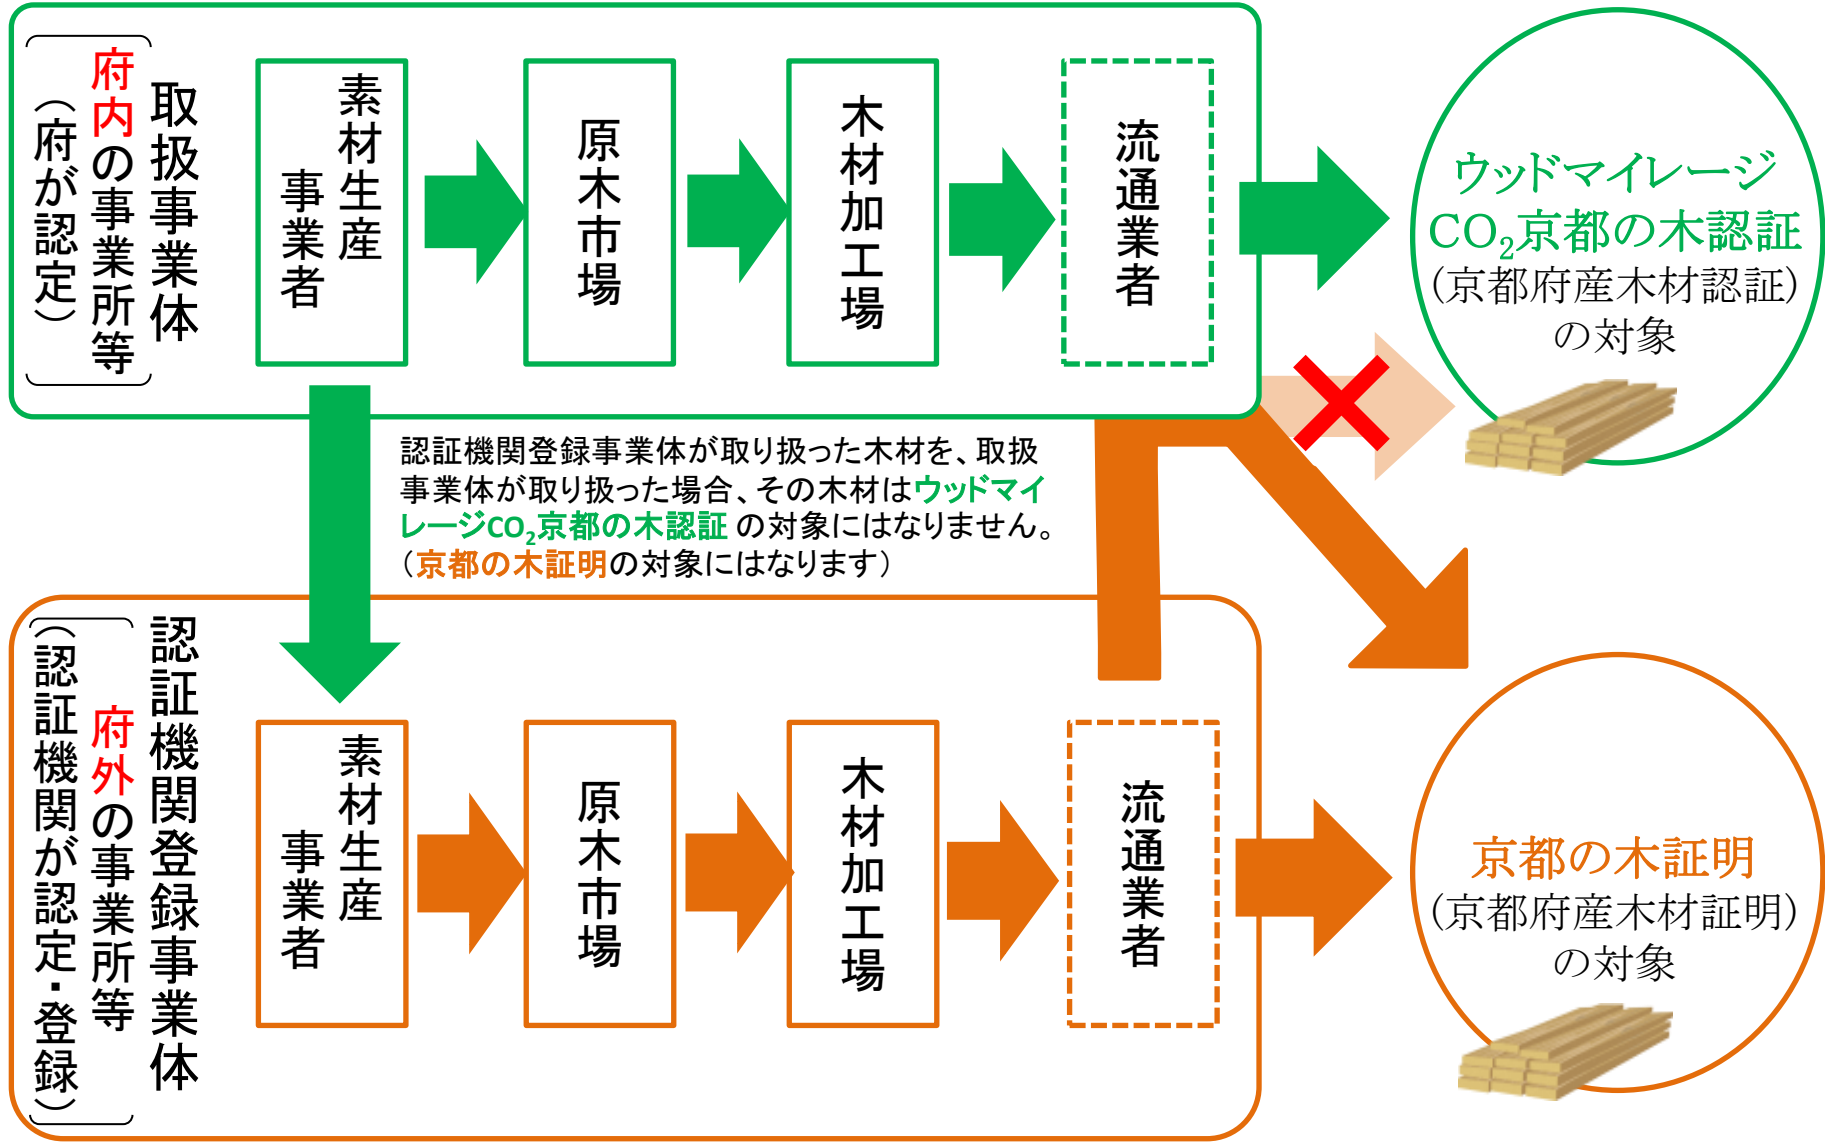 取扱事業体
府内の事業所等
(府が認定)
素材生産
事業者
原木市場
木材加工場
流通業者
ウッドマイレージ
CO₂京都の木認証
(京都府産木材認証)
の対象
認証機関登録事業体が取り扱った木材を、取扱
事業体が取り扱った場合、その木材はウッドマイ
レージCO₂京都の木認証 の対象にはなりません。
(京都の木証明の対象にはなります)
認証機関登録事業体
府外の事業所等
(認証機関が認定・登録)
素材生産
事業者
原木市場
木材加工場
流通業者
京都の木証明
(京都府産木材証明)
の対象